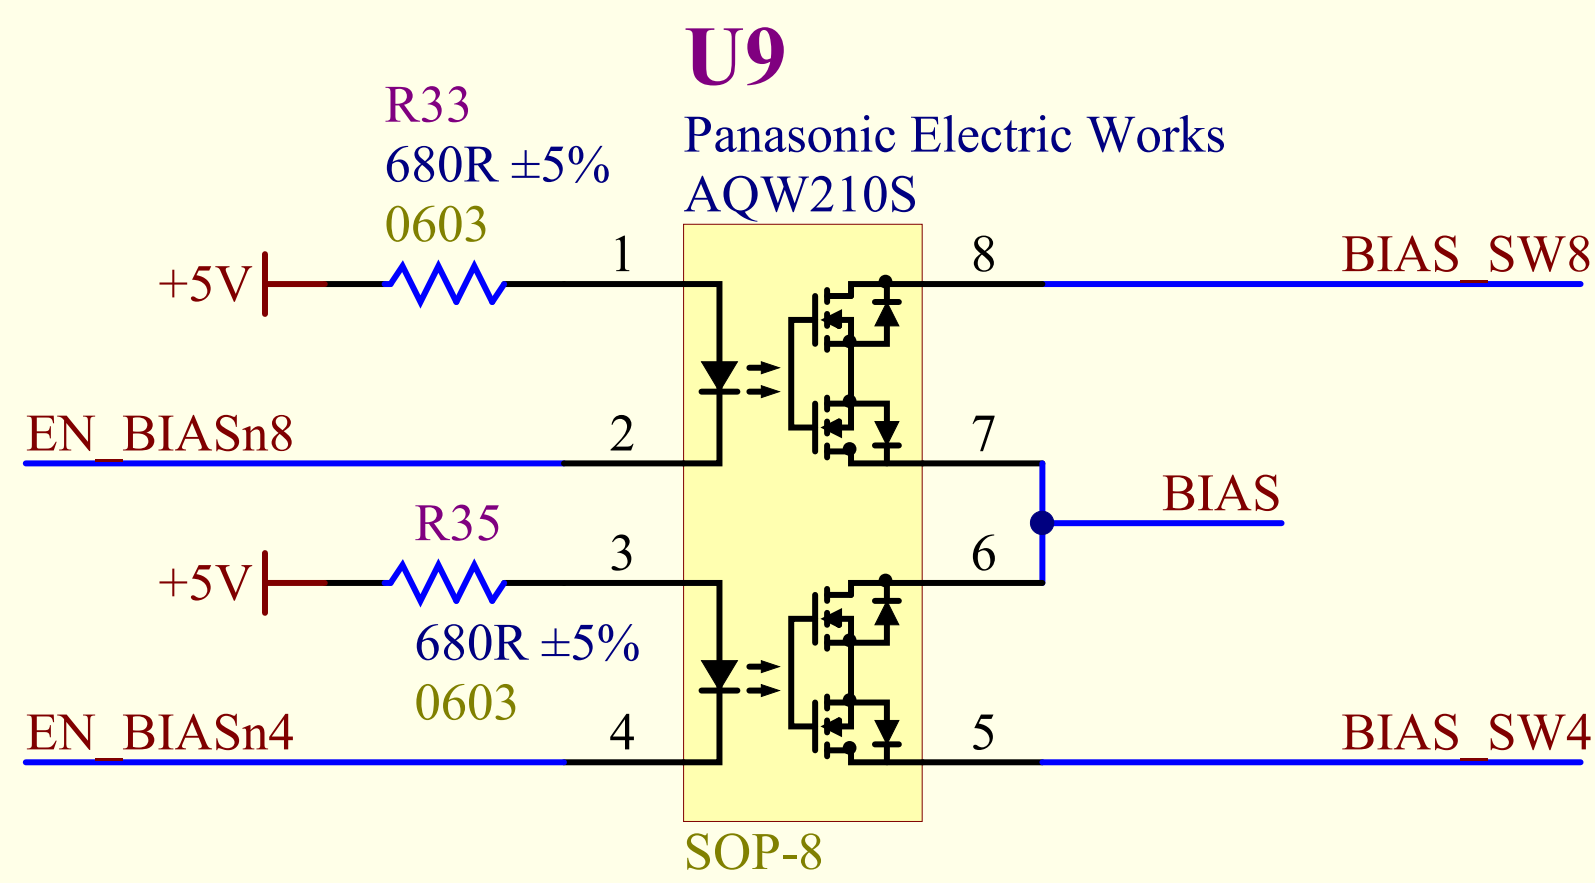 U9
R33
Panasonic Electric Works
680R ±5%
AQW210S
0603
+5V
1
8
BIAS_SW8
EN_BIASn8
2
7
R35
BIAS
+5V
3
6
680R ±5%
0603
EN_BIASn4
4
5
BIAS_SW4
SOP-8